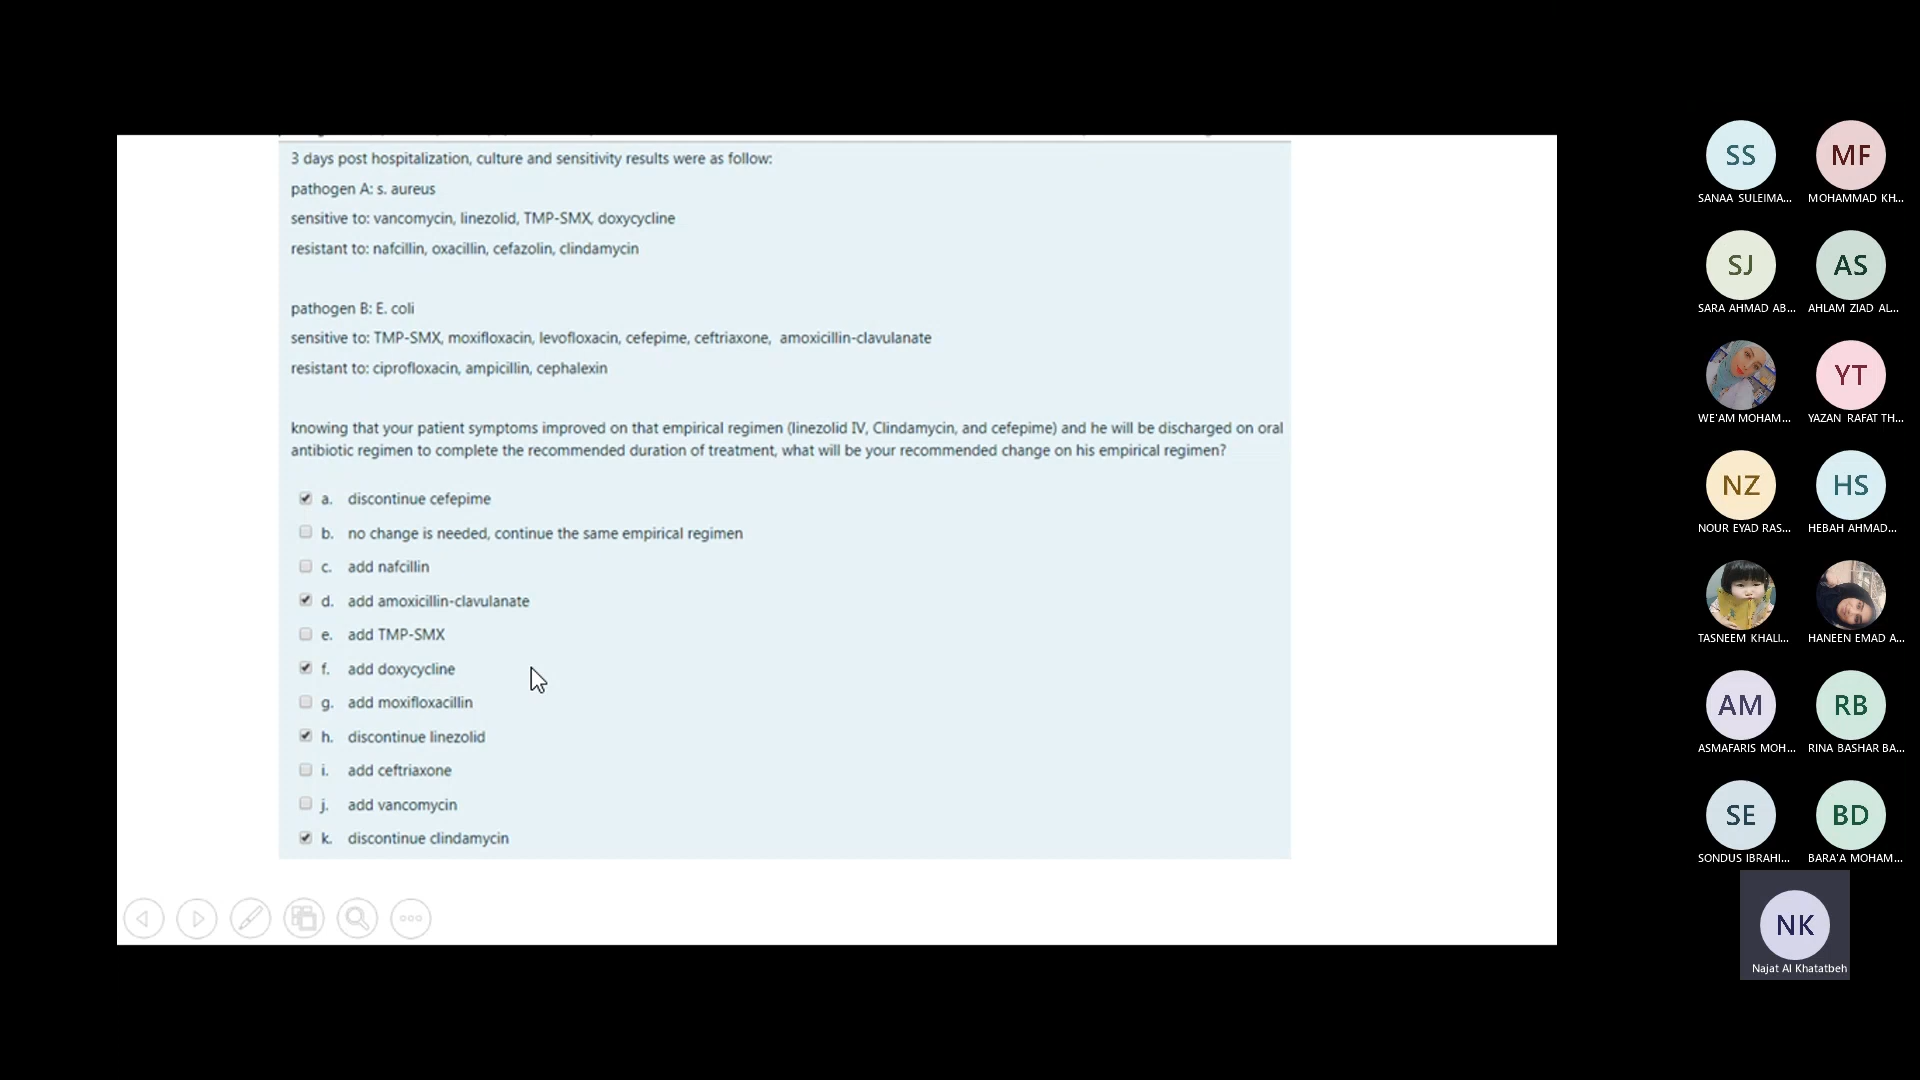 3 days post hospitalization, culture and sensitivity results were as follow:
pathogen A: s. aureus
sensitive to: vancomycin, linezolid, TMP-SMX, doxycycline
resistant to: nafcillin, oxacillin, cefazolin, clindamycin
pathogen B: E. coli
sensitive to: TMP-SMX, moxifloxacin, levofloxacin, cefepime, ceftriaxone, amoxicillin-clavulanate
resistant to: ciprofloxacin, ampicillin, cephalexin
knowing that your patient symptoms improved on that empirical regimen (linezolid IV, Clindamycin, and cefepime) and he will be discharged on oral
antibiotic regimen to complete the recommended duration of treatment, what will be your recommended change on his empirical regimen?
a. discontinue cefepime
b. no change is needed, continue the same empirical regimen
c. add nafcillin
d. add amoxicillin-clavulanate
e. add TMP-SMX
f. add doxycycline
g. add moxifloxacillin
h. discontinue linezolid
i. add ceftriaxone
j. add vancomycin
k. discontinue clindamycin
SS MF
SANAA SULEIMA... MOHAMMAD KH...
SJ AS
SARA AHMAD AB... AHLAM ZIAD AL...
YT
WE'AM MOHAM... YAZAN RAFAT TH...
NZ HS
NOUR EYAD RAS... HEBAH AHMAD...
TASNEEM KHALI... HANEEN EMAD A...
AM RB
ASMAFARIS MOH... RINA BASHAR BA...
SE BD
SONDUS IBRAHI... BARA'A MOHAM...
NK
Najat Al Khatatbeh